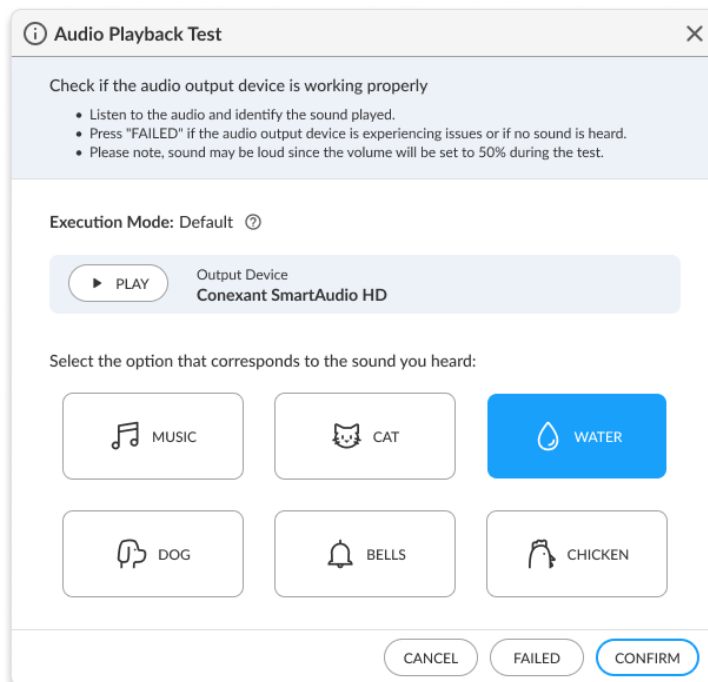 Audio Playback Test
Check if the audio output device is working properly
• Listen to the audio and identify the sound played.
• Press "FAILED" if the audio output device is experiencing issues or if no sound is heard.
• Please note, sound may be loud since the volume will be set to 50% during the test.
Execution Mode: Default
PLAY
Output Device
Conexant SmartAudio HD
Select the option that corresponds to the sound you heard:
MUSIC
CAT
WATER
DOG
BELLS
CHICKEN
CANCEL
FAILED
CONFIRM